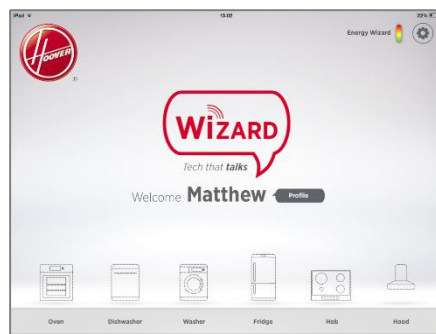 iPad 13:02 22%
Energy Wizard
HOOVER
WiZARD
Tech that talks
Welcome Matthew Profile
Oven Dishwasher Washer Fridge Hob Hood